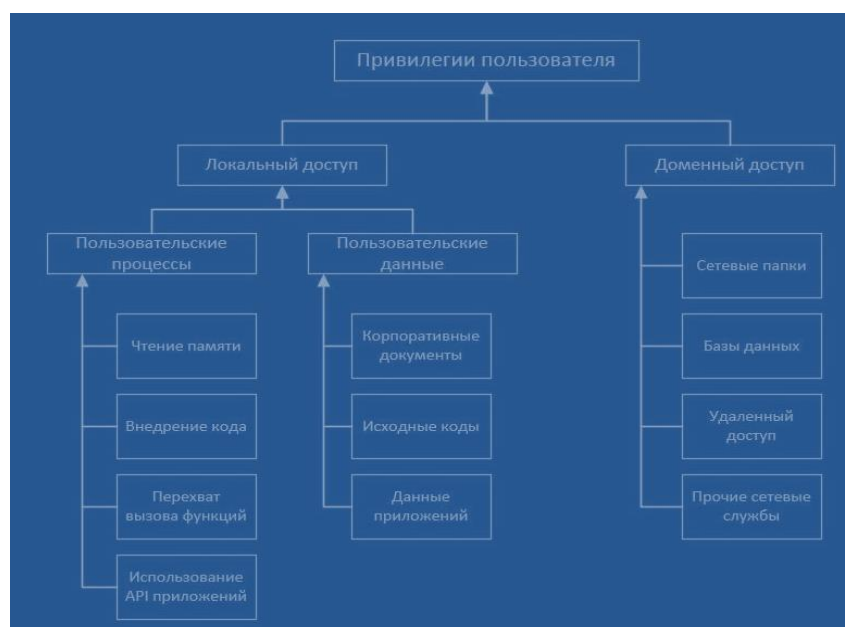 Привилегии пользователя
Локальный доступ
Доменный доступ
Пользовательские
процессы
Пользовательские
данные
Сетевые папки
Чтение памяти
Корпоративные
документы
Базы данных
Внедрение кода
Исходные коды
Удаленный
доступ
Перехват
вызова функций
Данные
приложений
Прочие сетевые
службы
Использование
API приложений